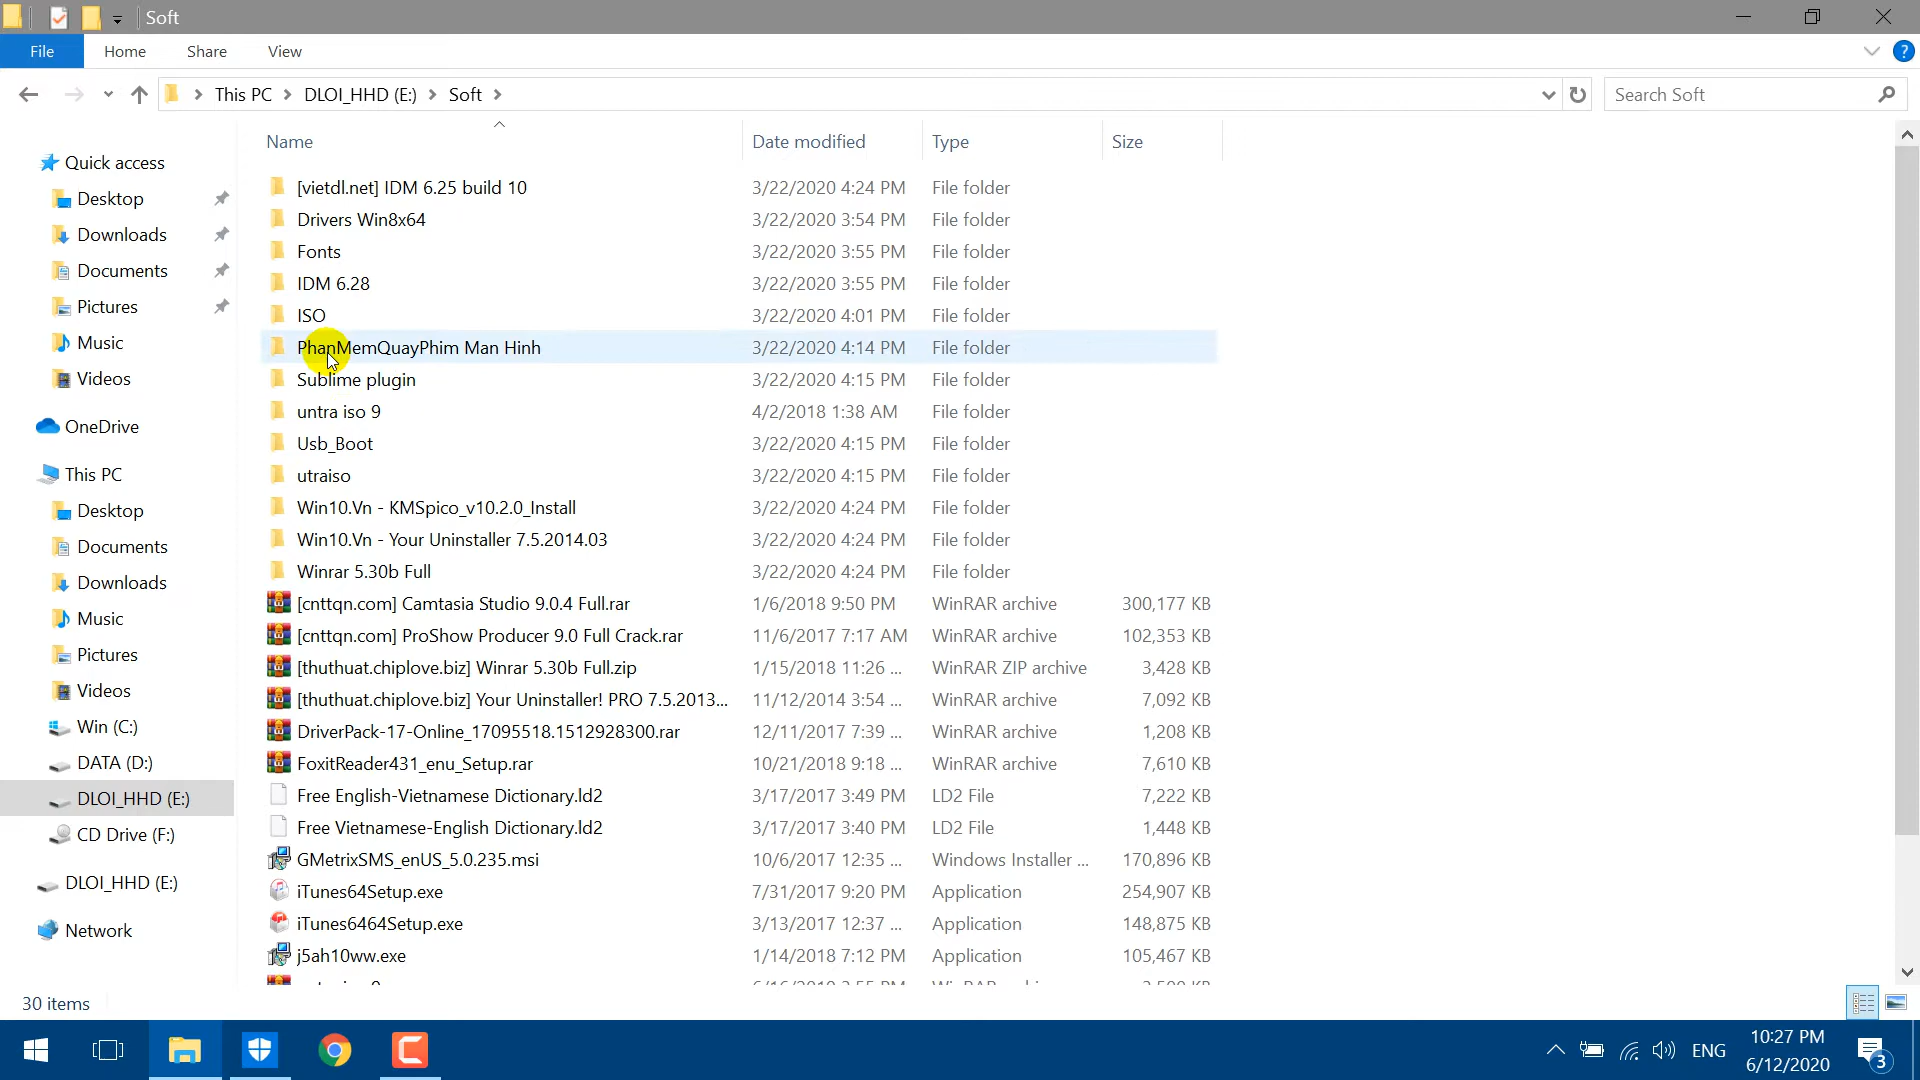 Soft
File Home Share View
This PC DLOI_HHD (E:) Soft
Search Soft
Name Date modified Type Size
Quick access
Desktop
Downloads
Documents
Pictures
Music
Videos
OneDrive
This PC
Desktop
Documents
Downloads
Music
Pictures
Videos
Win (C:)
DATA (D:)
DLOI_HHD (E:)
CD Drive (F:)
DLOI_HHD (E:)
Network
[vietdl.net] IDM 6.25 build 10 3/22/2020 4:24 PM File folder
Drivers Win8x64 3/22/2020 3:54 PM File folder
Fonts 3/22/2020 3:55 PM File folder
IDM 6.28 3/22/2020 3:55 PM File folder
ISO 3/22/2020 4:01 PM File folder
PhanMemQuayPhim Man Hinh 3/22/2020 4:14 PM File folder
Sublime plugin 3/22/2020 4:15 PM File folder
untra iso 9 4/2/2018 1:38 AM File folder
Usb_Boot 3/22/2020 4:15 PM File folder
utraiso 3/22/2020 4:15 PM File folder
Win10.Vn - KMSpico_v10.2.0_Install 3/22/2020 4:24 PM File folder
Win10.Vn - Your Uninstaller 7.5.2014.03 3/22/2020 4:24 PM File folder
Winrar 5.30b Full 3/22/2020 4:24 PM File folder
[cnttqn.com] Camtasia Studio 9.0.4 Full.rar 1/6/2018 9:50 PM WinRAR archive 300,177 KB
[cnttqn.com] ProShow Producer 9.0 Full Crack.rar 11/6/2017 7:17 AM WinRAR archive 102,353 KB
[thuthuat.chiplove.biz] Winrar 5.30b Full.zip 1/15/2018 11:26 ... WinRAR ZIP archive 3,428 KB
[thuthuat.chiplove.biz] Your Uninstaller! PRO 7.5.2013... 11/12/2014 3:54 ... WinRAR archive 7,092 KB
DriverPack-17-Online_17095518.1512928300.rar 12/11/2017 7:39 ... WinRAR archive 1,208 KB
FoxitReader431_enu_Setup.rar 10/21/2018 9:18 ... WinRAR archive 7,610 KB
Free English-Vietnamese Dictionary.ld2 3/17/2017 3:49 PM LD2 File 7,222 KB
Free Vietnamese-English Dictionary.ld2 3/17/2017 3:40 PM LD2 File 1,448 KB
GMetrixSMS_enUS_5.0.235.msi 10/6/2017 12:35 ... Windows Installer ... 170,896 KB
iTunes64Setup.exe 7/31/2017 9:20 PM Application 254,907 KB
iTunes6464Setup.exe 3/13/2017 12:37 ... Application 148,875 KB
j5ah10ww.exe 1/14/2018 7:12 PM Application 105,467 KB
30 items
ENG
10:27 PM
6/12/2020
3